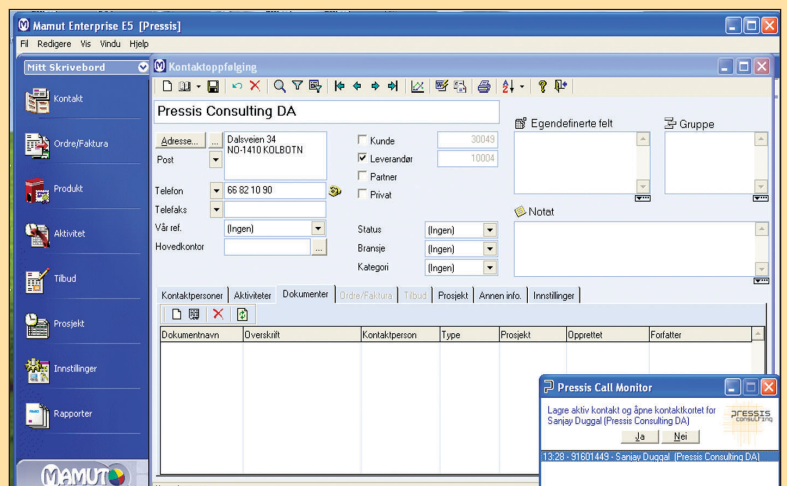 Mamut Enterprise E5 [Pressis]
Fil Redigere Vis Vindu Hjelp
Mitt Skrivebord
Kontaktoppfølging
Kontakt
Ordre/Faktura
Produkt
Aktivitet
Tilbud
Prosjekt
Innstillinger
Rapporter
MAMUT
Pressis Consulting DA
Adresse... ...
Dalsveien 34
NO-1410 KOLBOTN
Post
Telefon 66 82 10 90
Telefaks
Vår ref. (Ingen)
Hovedkontor ...
Kunde 30049
Leverandør 10004
Partner
Privat
Status (Ingen)
Bransje (Ingen)
Kategori (Ingen)
Egendefinerte felt
Gruppe
Notat
Kontaktpersoner Aktiviteter Dokumenter Ordre/Faktura Tilbud Prosjekt Annen info. Innstillinger
Dokumentnavn Overskrift Kontaktperson Type Prosjekt Opprettet Forfatter
Pressis Call Monitor
Lagre aktiv kontakt og åpne kontaktkortet for
Sanjay Duggal (Pressis Consulting DA)
pressis
consulting
Ja Nei
13:28 - 91601449 - Sanjay Duggal (Pressis Consulting DA)